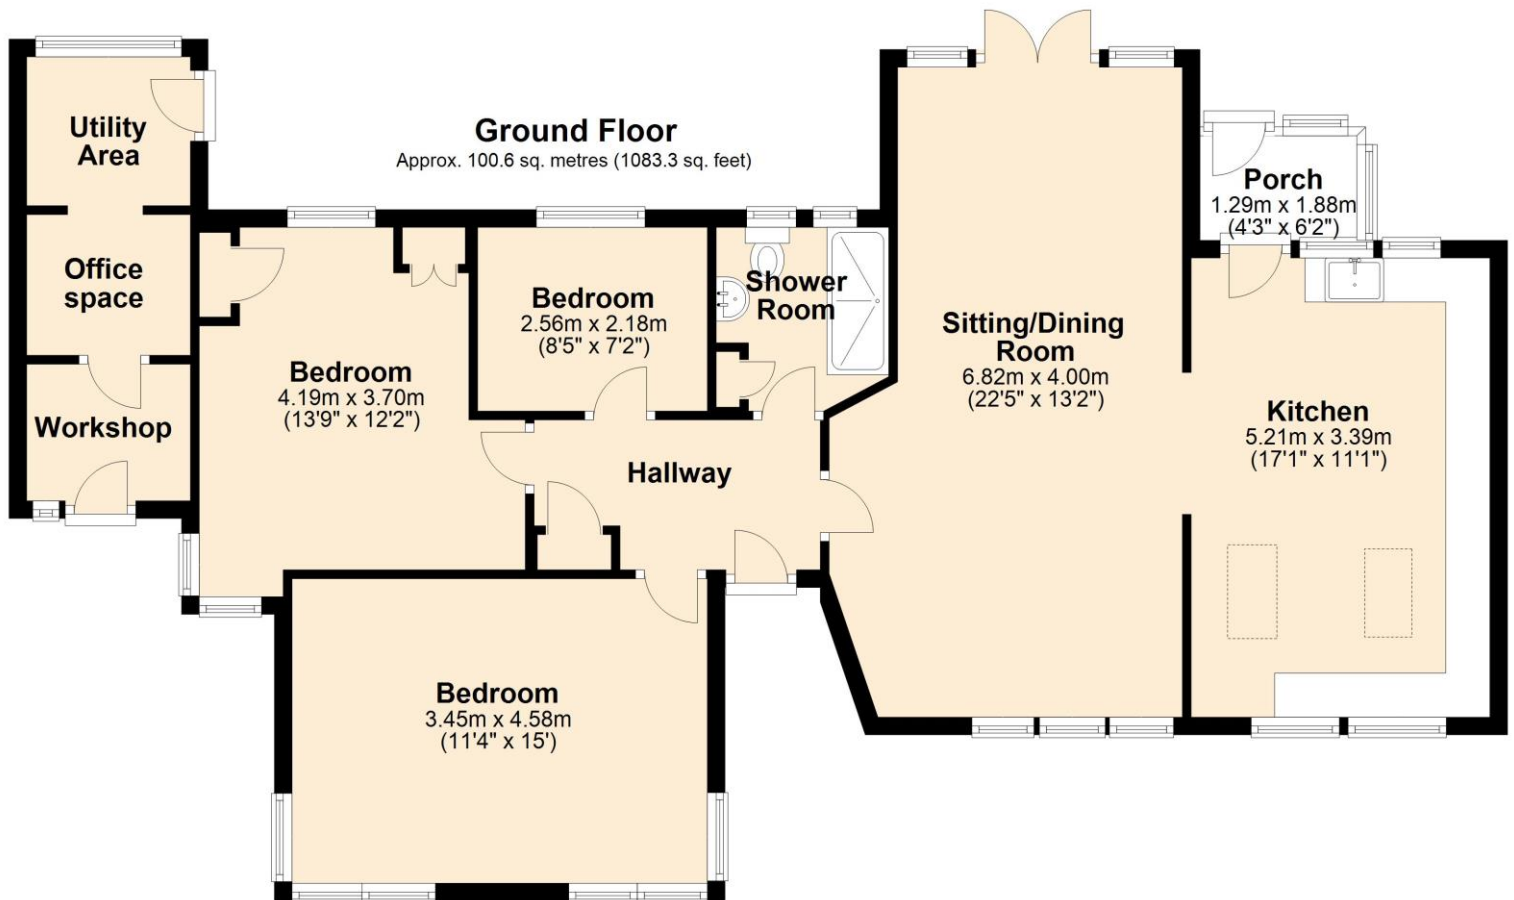 Ground Floor
Approx. 100.6 sq. metres (1083.3 sq. feet)
Utility
Area
Office
space
Workshop
Bedroom
4.19m x 3.70m
(13'9" x 12'2")
Bedroom
2.56m x 2.18m
(8'5" x 7'2")
Shower
Room
Hallway
Bedroom
3.45m x 4.58m
(11'4" x 15')
Sitting/Dining
Room
6.82m x 4.00m
(22'5" x 13'2")
Porch
1.29m x 1.88m
(4'3" x 6'2")
Kitchen
5.21m x 3.39m
(17'1" x 11'1")